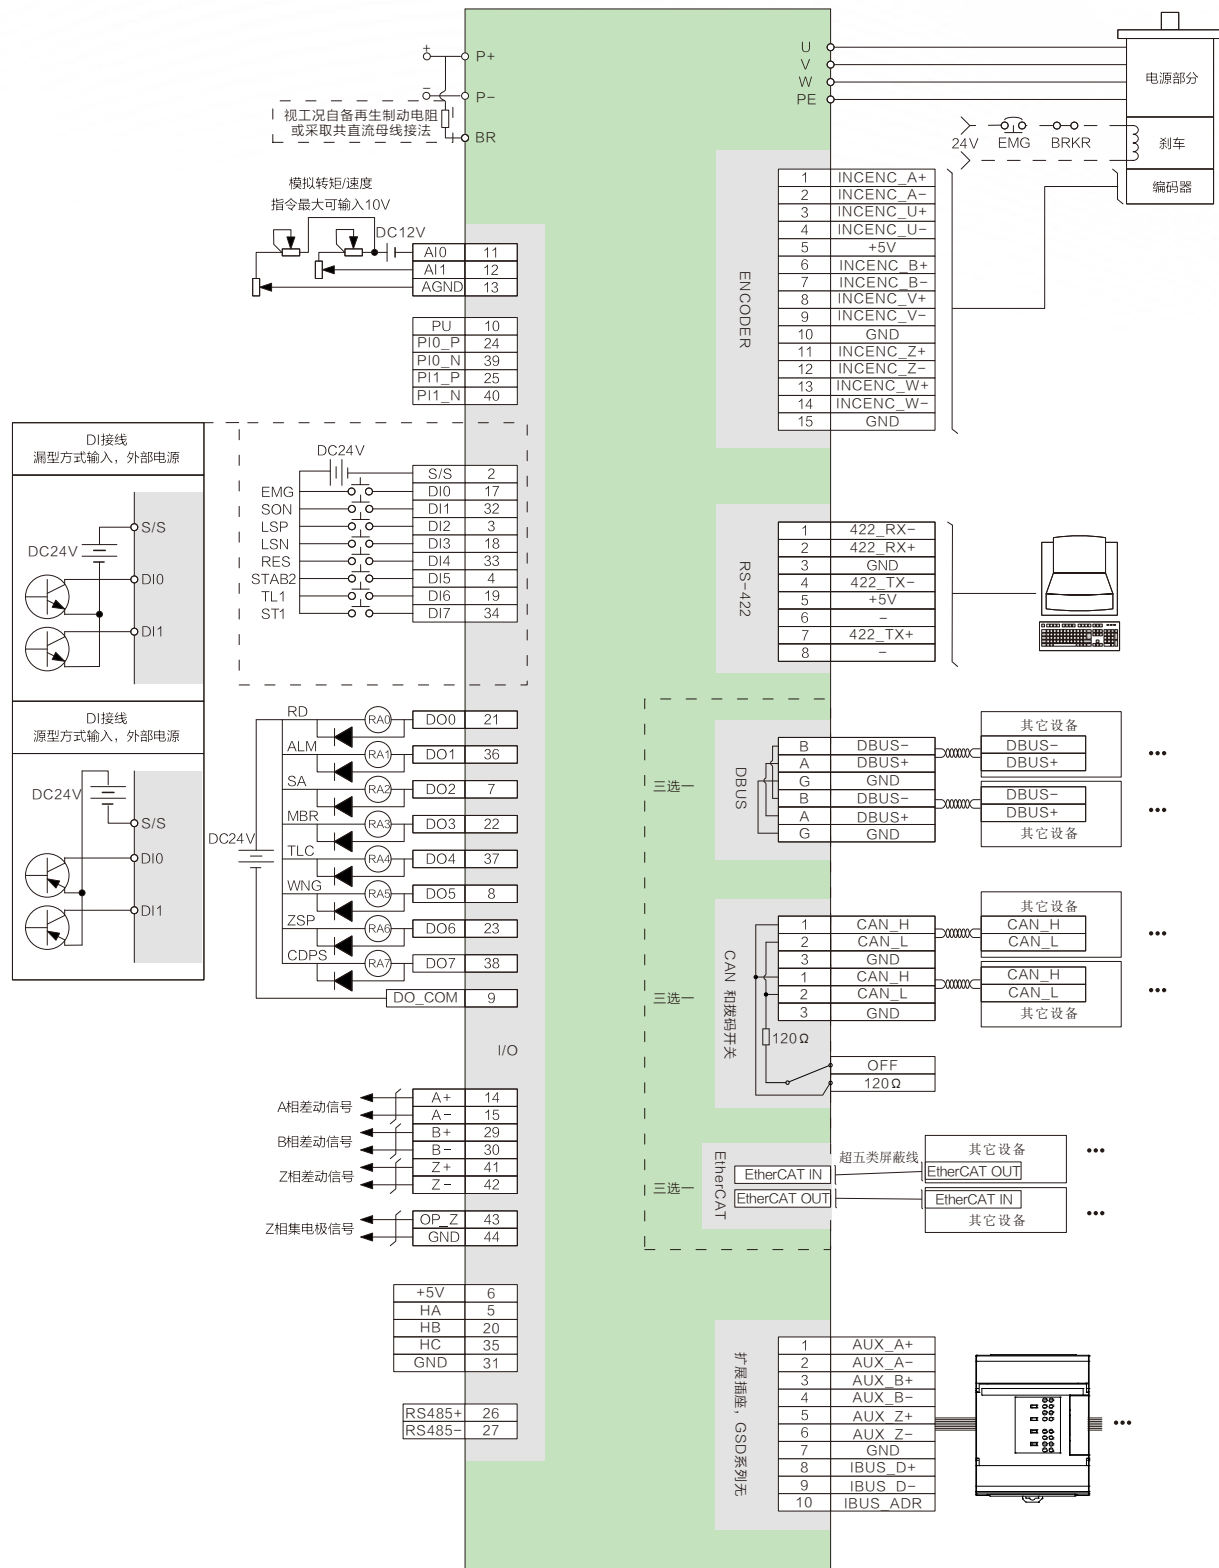 +
P+
−
P−
视工况自备再生制动电阻
或采取共直流母线接法
BR
模拟转矩/速度
指令最大可输入10V
DC12V
AI0 11
AI1 12
AGND 13
PU 10
PI0_P 24
PI0_N 39
PI1_P 25
PI1_N 40
DI接线
漏型方式输入，外部电源
DC24V
S/S
DI0
DI1
DI接线
源型方式输入，外部电源
DC24V
S/S
DI0
DI1
DC24V
S/S 2
EMG DI0 17
SON DI1 32
LSP DI2 3
LSN DI3 18
RES DI4 33
STAB2 DI5 4
TL1 DI6 19
ST1 DI7 34
DC24V
RD RA0 DO0 21
ALM RA1 DO1 36
SA RA2 DO2 7
MBR RA3 DO3 22
TLC RA4 DO4 37
WNG RA5 DO5 8
ZSP RA6 DO6 23
CDPS RA7 DO7 38
DO_COM 9
I/O
A相差动信号
A+ 14
A− 15
B相差动信号
B+ 29
B− 30
Z相差动信号
Z+ 41
Z− 42
Z相集电极信号
OP_Z 43
GND 44
+5V 6
HA 5
HB 20
HC 35
GND 31
RS485+ 26
RS485− 27
U
V
W
PE
电源部分
24V EMG BRKR
刹车
编码器
ENCODER
1 INCENC_A+
2 INCENC_A−
3 INCENC_U+
4 INCENC_U−
5 +5V
6 INCENC_B+
7 INCENC_B−
8 INCENC_V+
9 INCENC_V−
10 GND
11 INCENC_Z+
12 INCENC_Z−
13 INCENC_W+
14 INCENC_W−
15 GND
RS−422
1 422_RX−
2 422_RX+
3 GND
4 422_TX−
5 +5V
6 −
7 422_TX+
8 −
三选一
DBUS
B DBUS−
A DBUS+
G GND
B DBUS−
A DBUS+
G GND
其它设备
DBUS−
DBUS+
•••
DBUS−
DBUS+
其它设备
•••
三选一
CAN 和拨码开关
1 CAN_H
2 CAN_L
3 GND
1 CAN_H
2 CAN_L
3 GND
120Ω
OFF
120Ω
其它设备
CAN_H
CAN_L
•••
CAN_H
CAN_L
其它设备
•••
三选一
EtherCAT
EtherCAT IN
EtherCAT OUT
超五类屏蔽线
其它设备
EtherCAT OUT
•••
EtherCAT IN
其它设备
•••
扩展插座，GSD系列无
1 AUX_A+
2 AUX_A−
3 AUX_B+
4 AUX_B−
5 AUX_Z+
6 AUX_Z−
7 GND
8 IBUS_D+
9 IBUS_D−
10 IBUS_ADR
•••